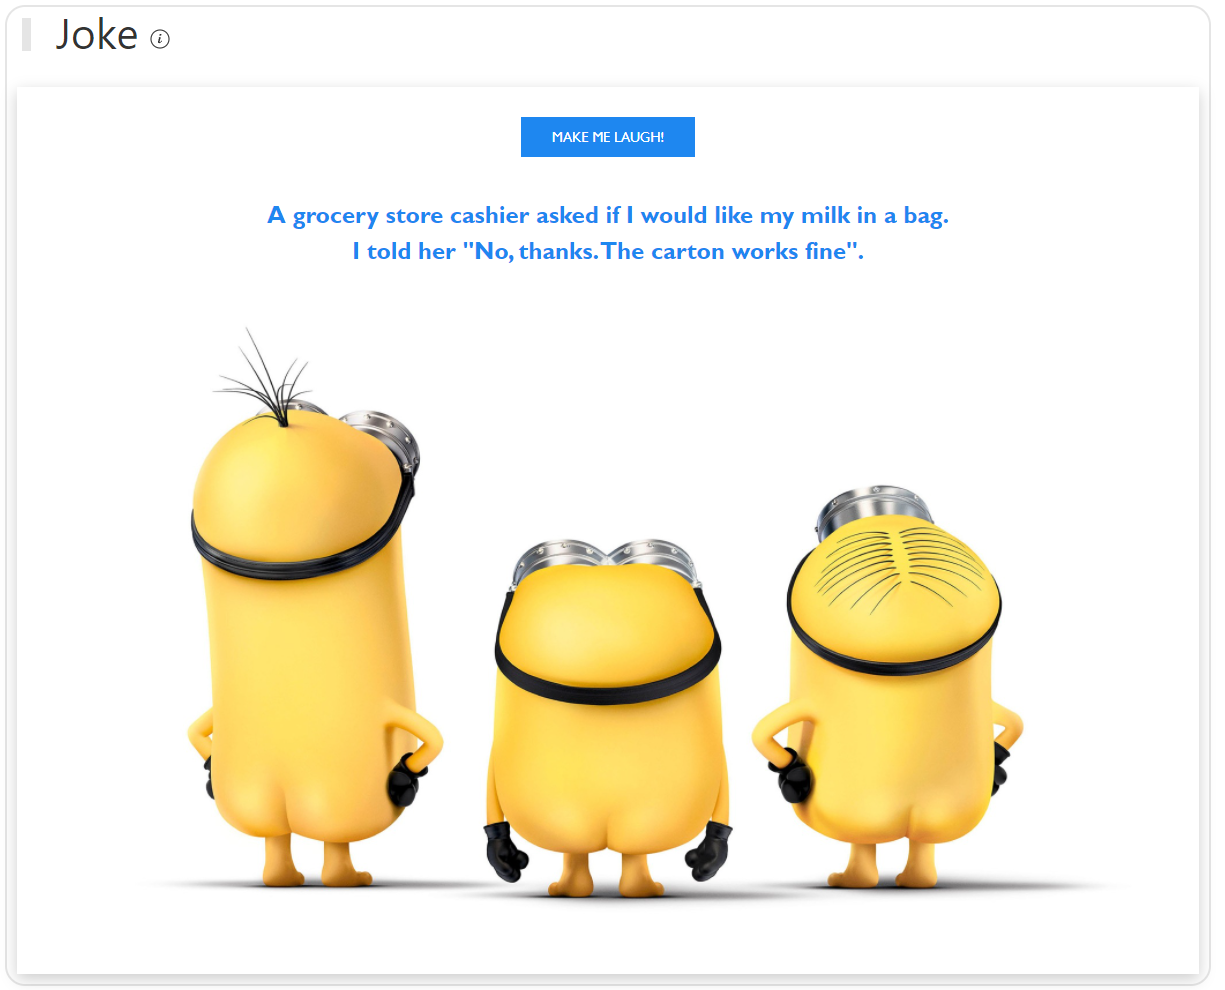 Joke
MAKE ME LAUGH!
A grocery store cashier asked if I would like my milk in a bag.
I told her "No, thanks. The carton works fine".